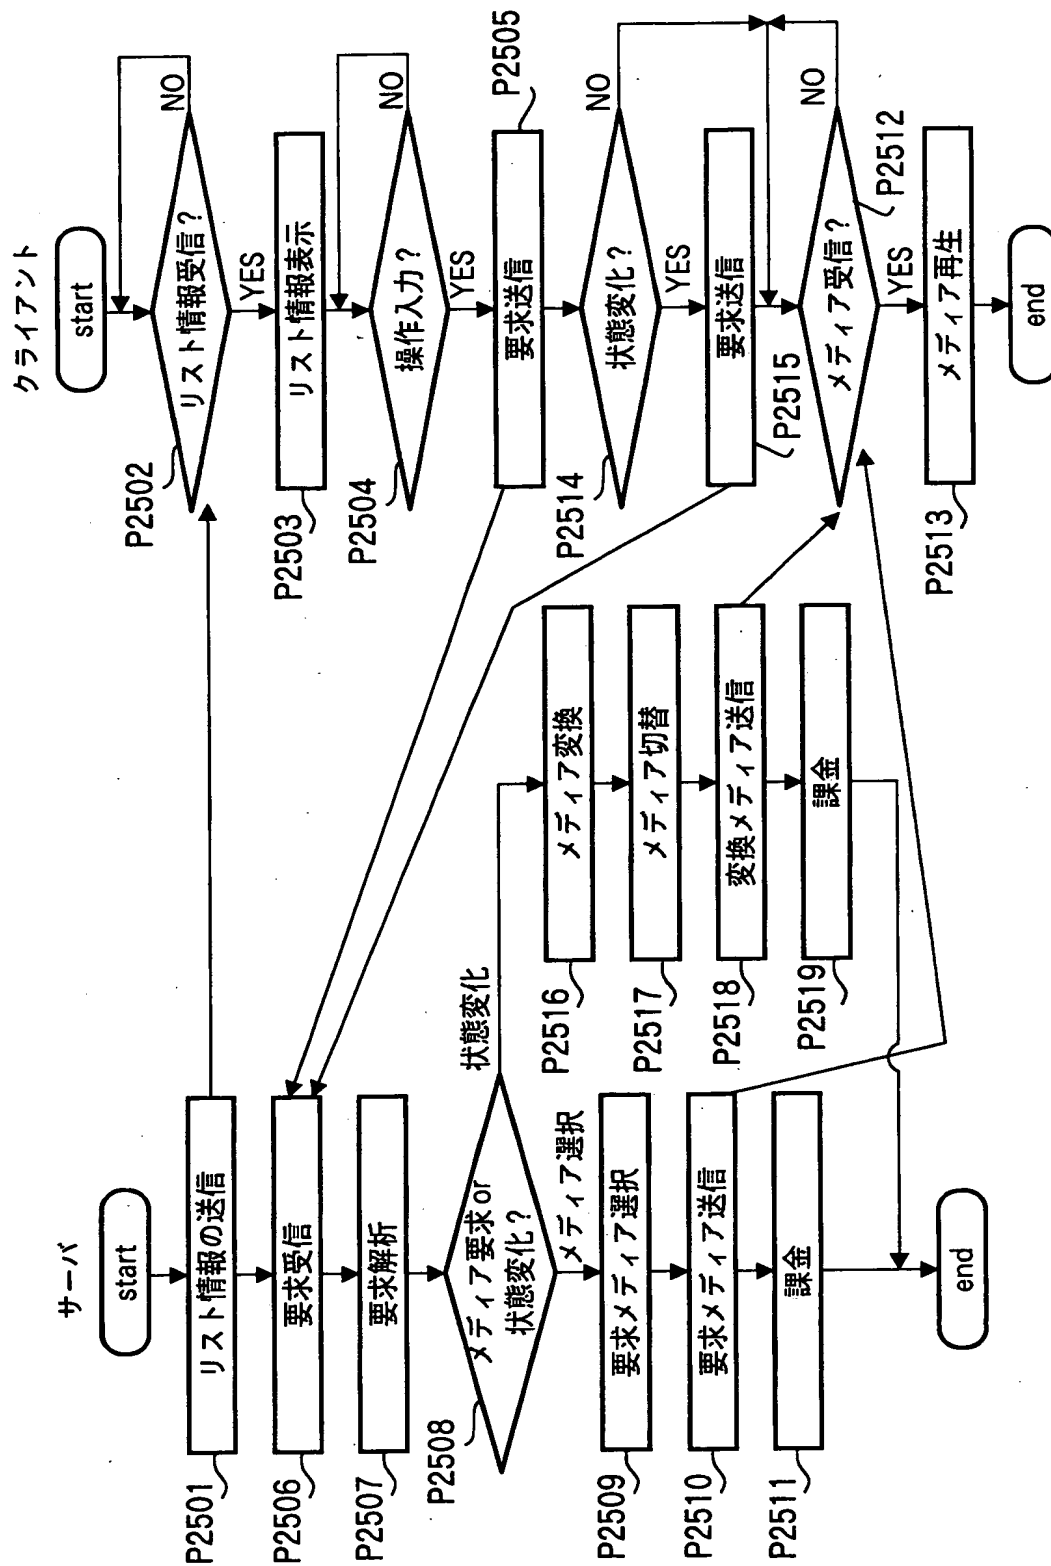 サーバ
start
P2501
リスト情報の送信
P2506
要求受信
P2507
要求解析
P2508
メディア要求or
状態変化？
状態変化
メディア選択
P2509
要求メディア選択
P2510
要求メディア送信
P2511
課金
end
P2516
メディア変換
P2517
メディア切替
P2518
変換メディア送信
P2519
課金
クライアント
start
P2502
リスト情報受信？
NO
YES
P2503
リスト情報表示
P2504
操作入力？
NO
YES
P2505
要求送信
P2514
状態変化？
NO
YES
要求送信
P2515
メディア受信？
NO
P2512
YES
P2513
メディア再生
end